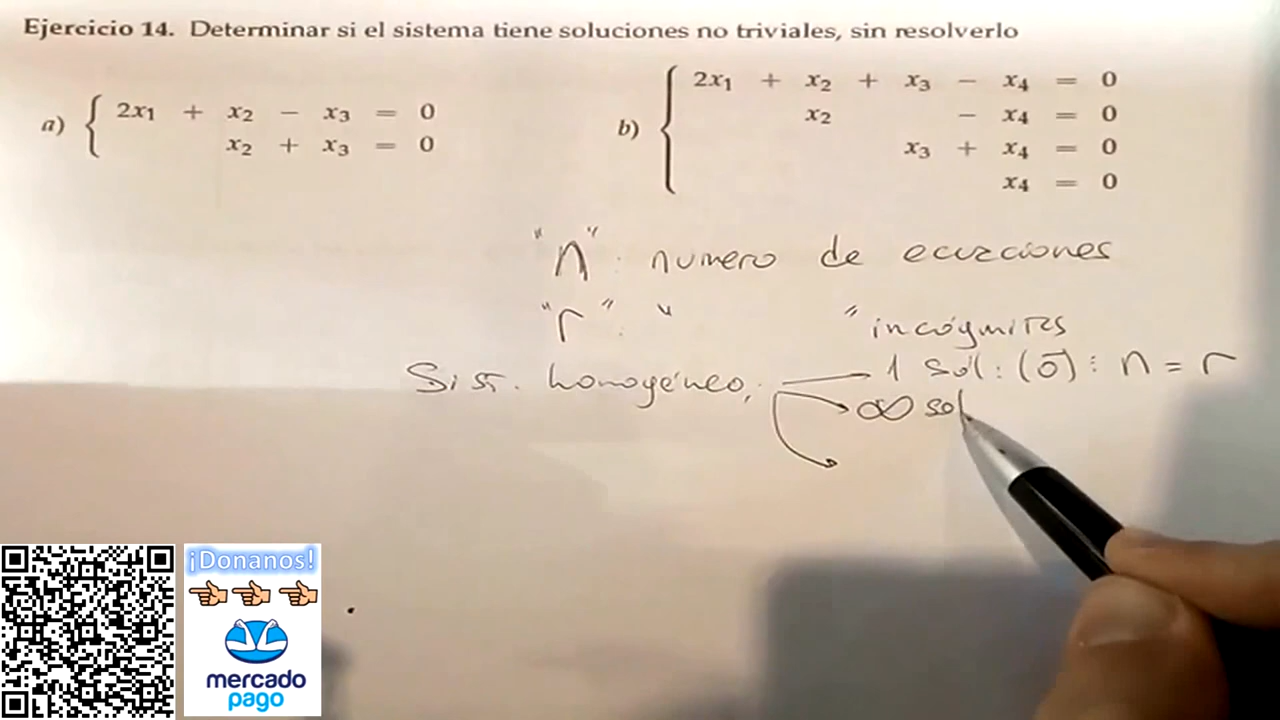 Ejercicio 14. Determinar si el sistema tiene soluciones no triviales, sin resolverlo
a) { 2x₁ + x₂ − x₃ = 0
x₂ + x₃ = 0
b) { 2x₁ + x₂ + x₃ − x₄ = 0
x₂ − x₄ = 0
x₃ + x₄ = 0
x₄ = 0
"n": numero de ecuaciones
"r": " " incógnitas
Sist. homogéneo; → 1 sol: (ō): n = r
∞ sol
¡Donanos!
mercado
pago